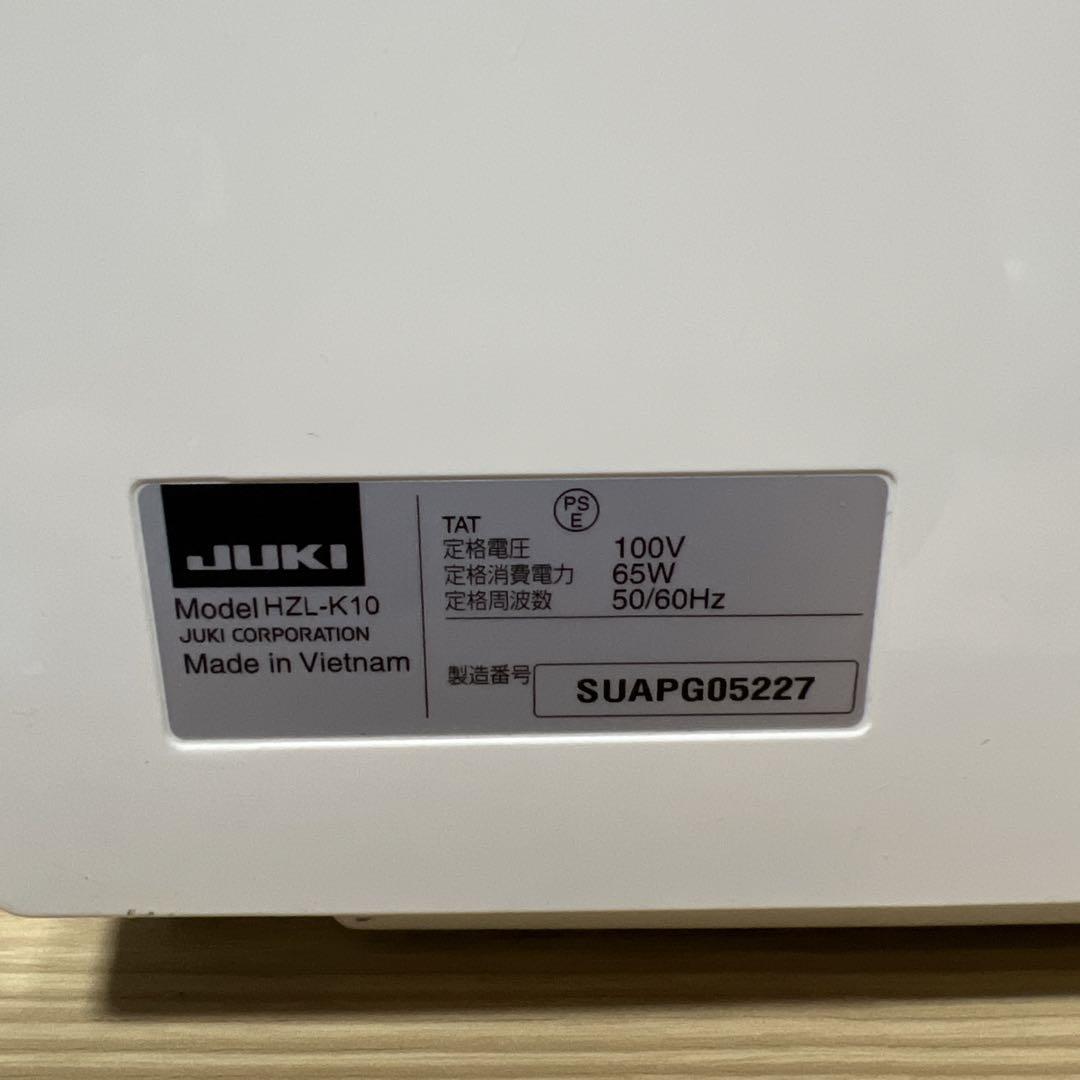 JUKI
Model HZL-K10
JUKI CORPORATION
Made in Vietnam
TAT
PS
E
定格電圧 100V
定格消費電力 65W
定格周波数 50/60Hz
製造番号 SUAPG05227